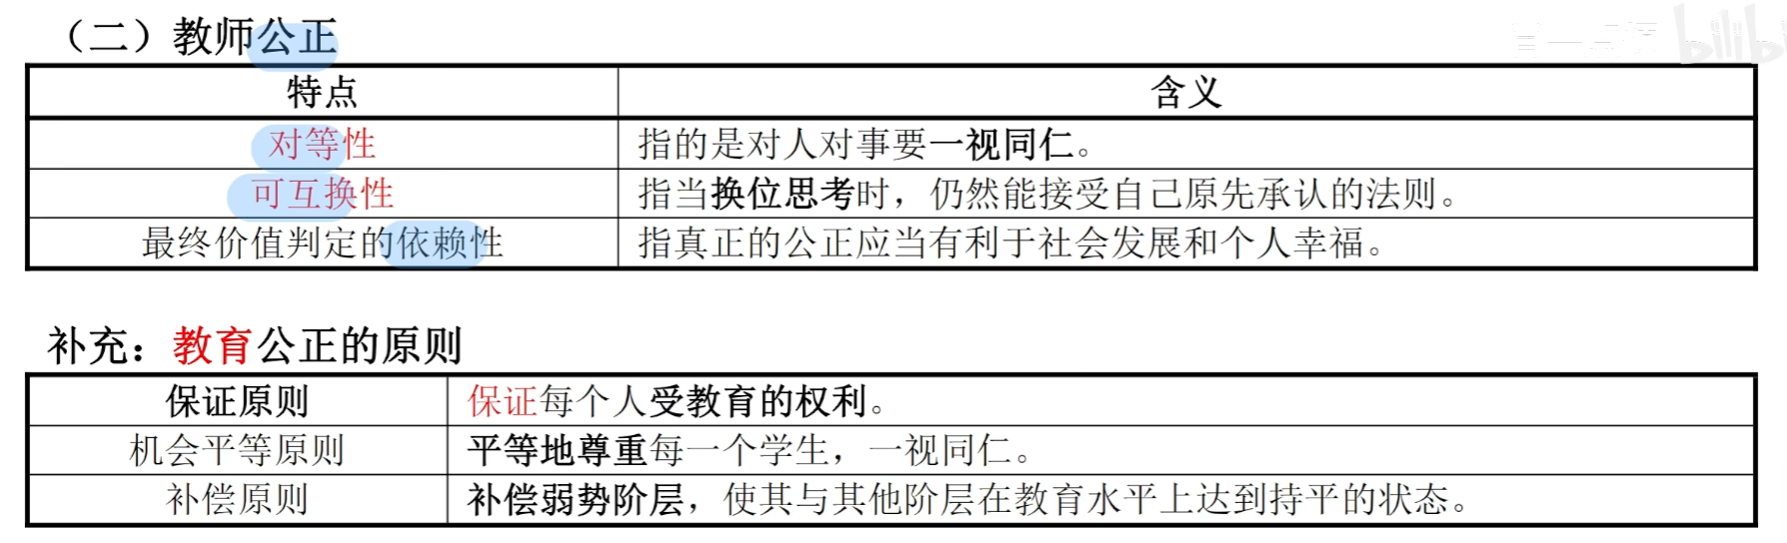 （二）教师公正
特点 含义
对等性 指的是对人对事要一视同仁。
可互换性 指当换位思考时，仍然能接受自己原先承认的法则。
最终价值判定的依赖性 指真正的公正应当有利于社会发展和个人幸福。
补充：教育公正的原则
保证原则 保证每个人受教育的权利。
机会平等原则 平等地尊重每一个学生，一视同仁。
补偿原则 补偿弱势阶层，使其与其他阶层在教育水平上达到持平的状态。